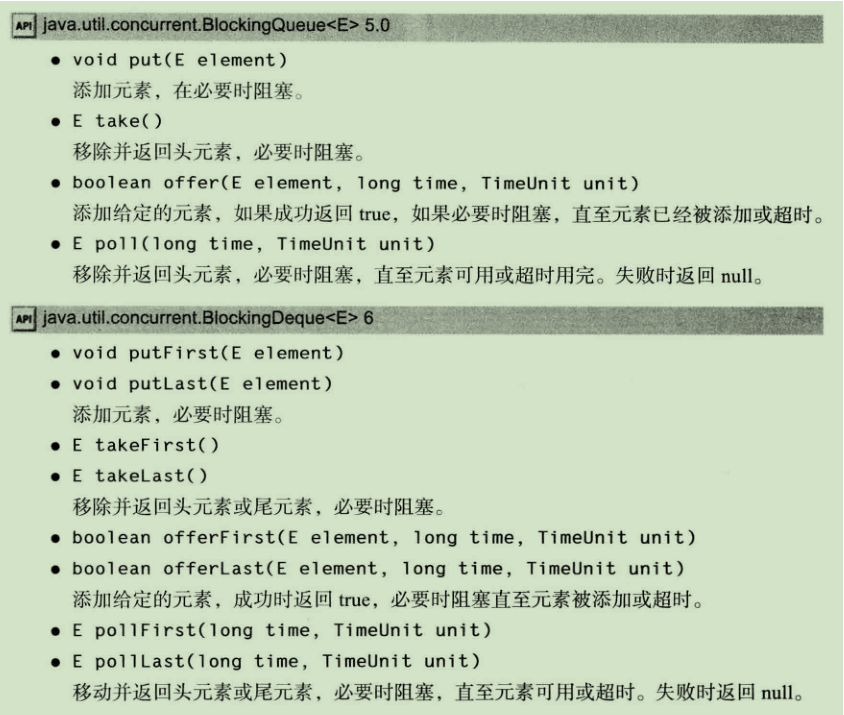 API java.util.concurrent.BlockingQueue<E> 5.0
• void put(E element)
添加元素，在必要时阻塞。
• E take()
移除并返回头元素，必要时阻塞。
• boolean offer(E element, long time, TimeUnit unit)
添加给定的元素，如果成功返回 true，如果必要时阻塞，直至元素已经被添加或超时。
• E poll(long time, TimeUnit unit)
移除并返回头元素，必要时阻塞，直至元素可用或超时用完。失败时返回 null。
API java.util.concurrent.BlockingDeque<E> 6
• void putFirst(E element)
• void putLast(E element)
添加元素，必要时阻塞。
• E takeFirst()
• E takeLast()
移除并返回头元素或尾元素，必要时阻塞。
• boolean offerFirst(E element, long time, TimeUnit unit)
• boolean offerLast(E element, long time, TimeUnit unit)
添加给定的元素，成功时返回 true，必要时阻塞直至元素被添加或超时。
• E pollFirst(long time, TimeUnit unit)
• E pollLast(long time, TimeUnit unit)
移动并返回头元素或尾元素，必要时阻塞，直至元素可用或超时。失败时返回 null。